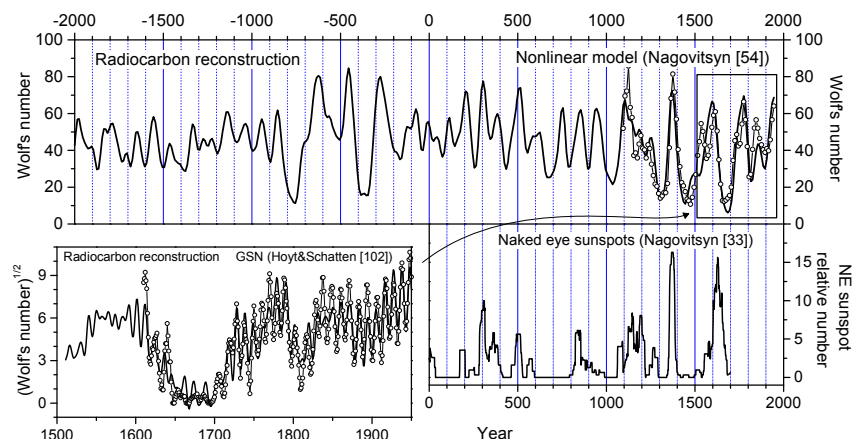 -2000 -1500 -1000 -500 0 500 1000 1500 2000
100 80 60 40 20 0
Wolf's number
Radiocarbon reconstruction
Nonlinear model (Nagovitsyn [54])
100 80 60 40 20 0
Wolf's number
Radiocarbon reconstruction
GSN (Hoyt&Schatten [102])
9 6 3 0
(Wolf's number)1/2
1500 1600 1700 1800 1900
Naked eye sunspots (Nagovitsyn [33])
15 10 5 0
NE sunspot
relative number
0 500 1000 1500 2000
Year